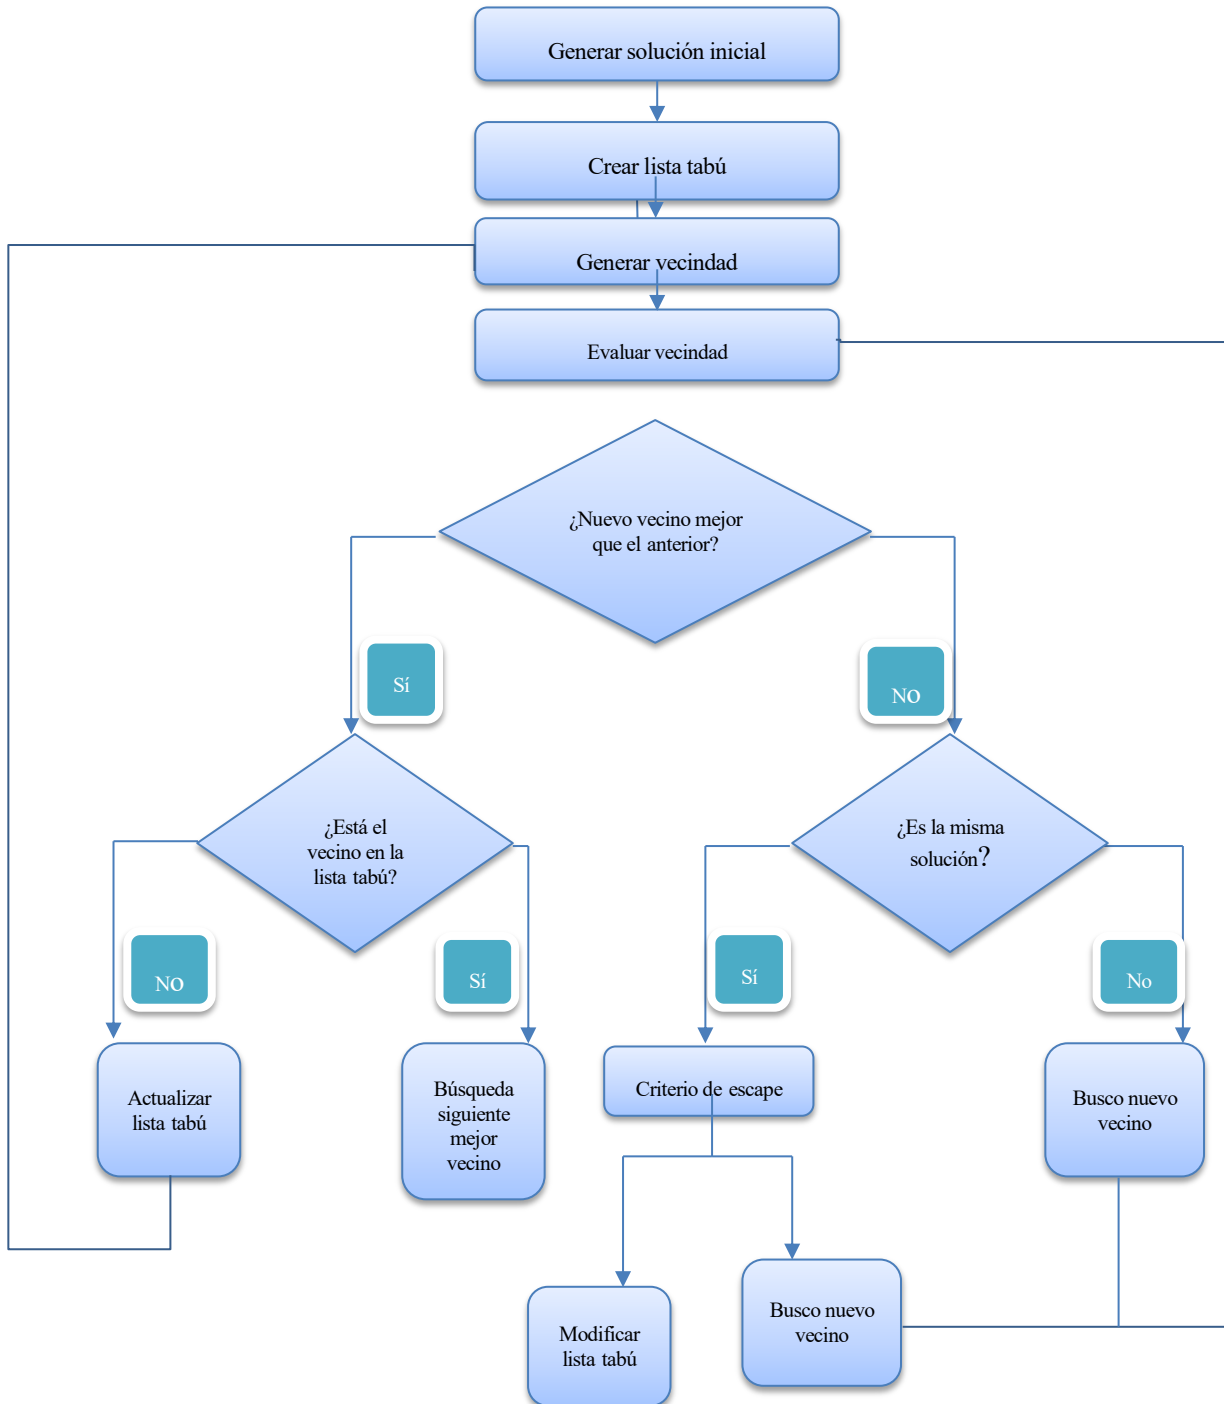 Generar solución inicial
Crear lista tabú
Generar vecindad
Evaluar vecindad
¿Nuevo vecino mejor
que el anterior?
Sí
No
¿Está el
vecino en la
lista tabú?
¿Es la misma
solución?
No
Sí
Sí
No
Actualizar
lista tabú
Búsqueda
siguiente
mejor
vecino
Criterio de escape
Busco nuevo
vecino
Modificar
lista tabú
Busco nuevo
vecino